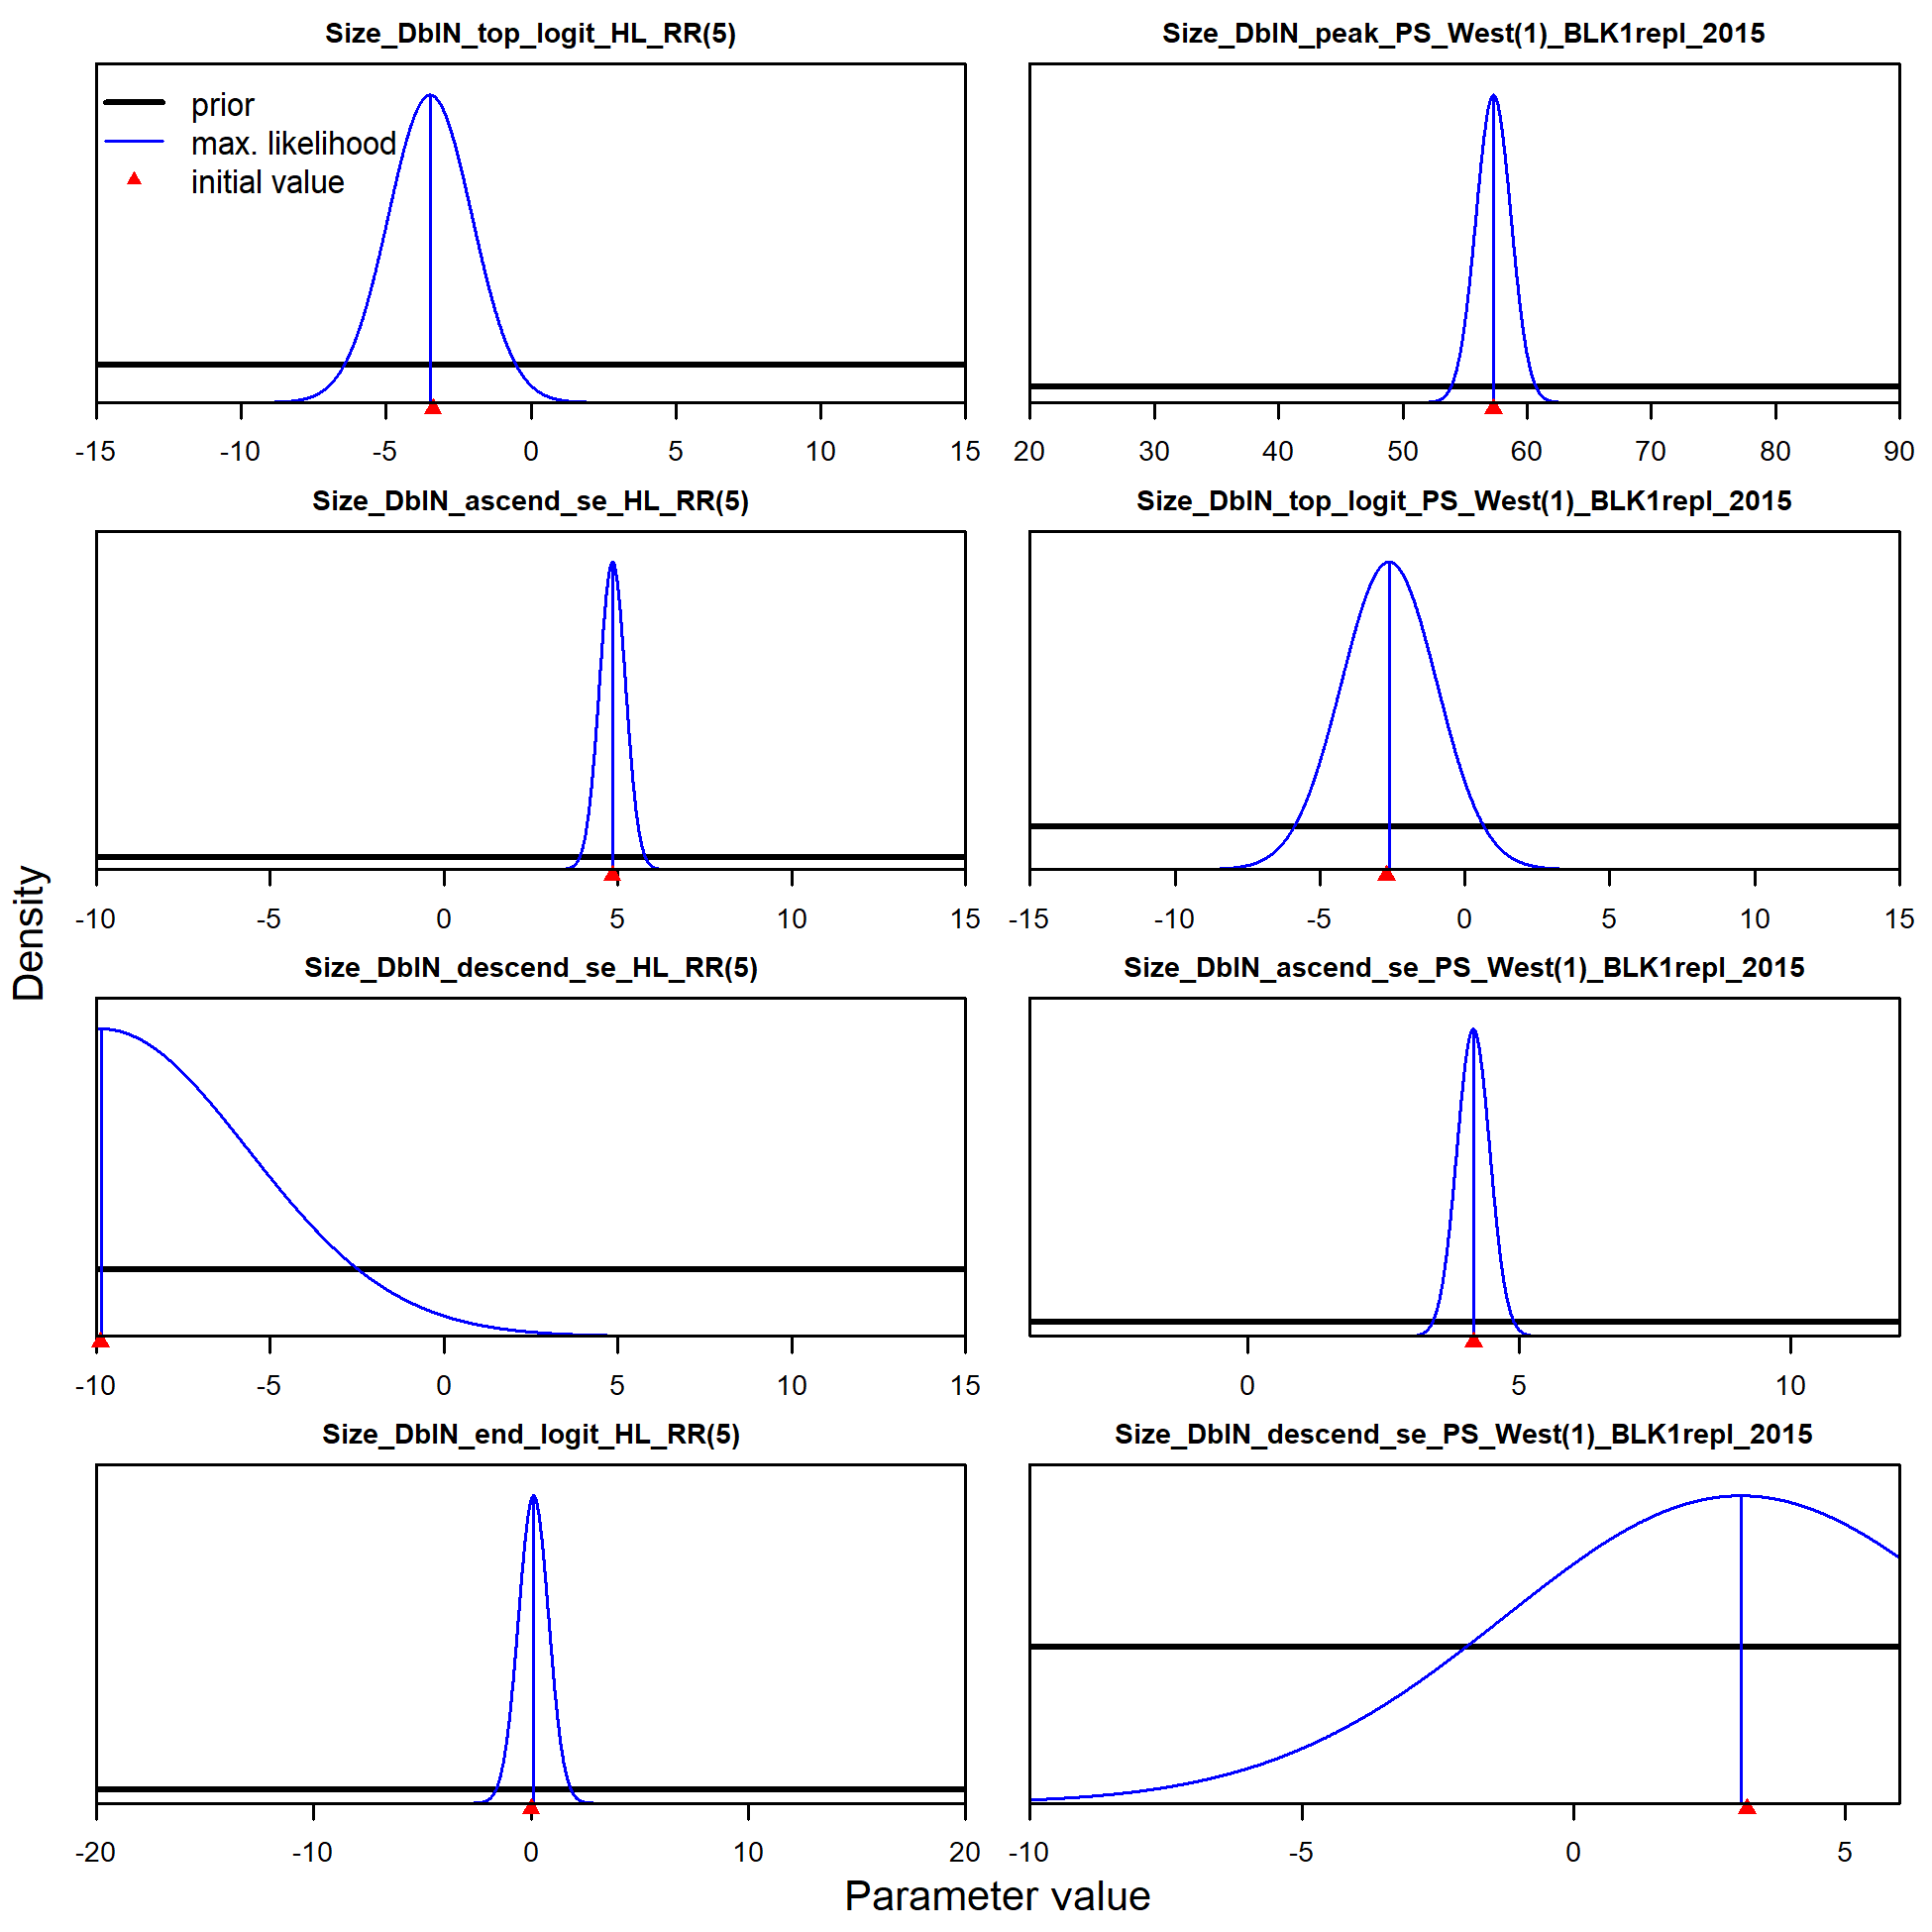 Size_DblN_top_logit_HL_RR(5)
prior
max. likelihood
initial value
-15 -10 -5 0 5 10 15
Size_DblN_peak_PS_West(1)_BLK1repl_2015
20 30 40 50 60 70 80 90
Size_DblN_ascend_se_HL_RR(5)
-10 -5 0 5 10 15
Size_DblN_top_logit_PS_West(1)_BLK1repl_2015
-15 -10 -5 0 5 10 15
Size_DblN_descend_se_HL_RR(5)
-10 -5 0 5 10 15
Size_DblN_ascend_se_PS_West(1)_BLK1repl_2015
0 5 10
Size_DblN_end_logit_HL_RR(5)
-20 -10 0 10 20
Size_DblN_descend_se_PS_West(1)_BLK1repl_2015
-10 -5 0 5
Density
Parameter value